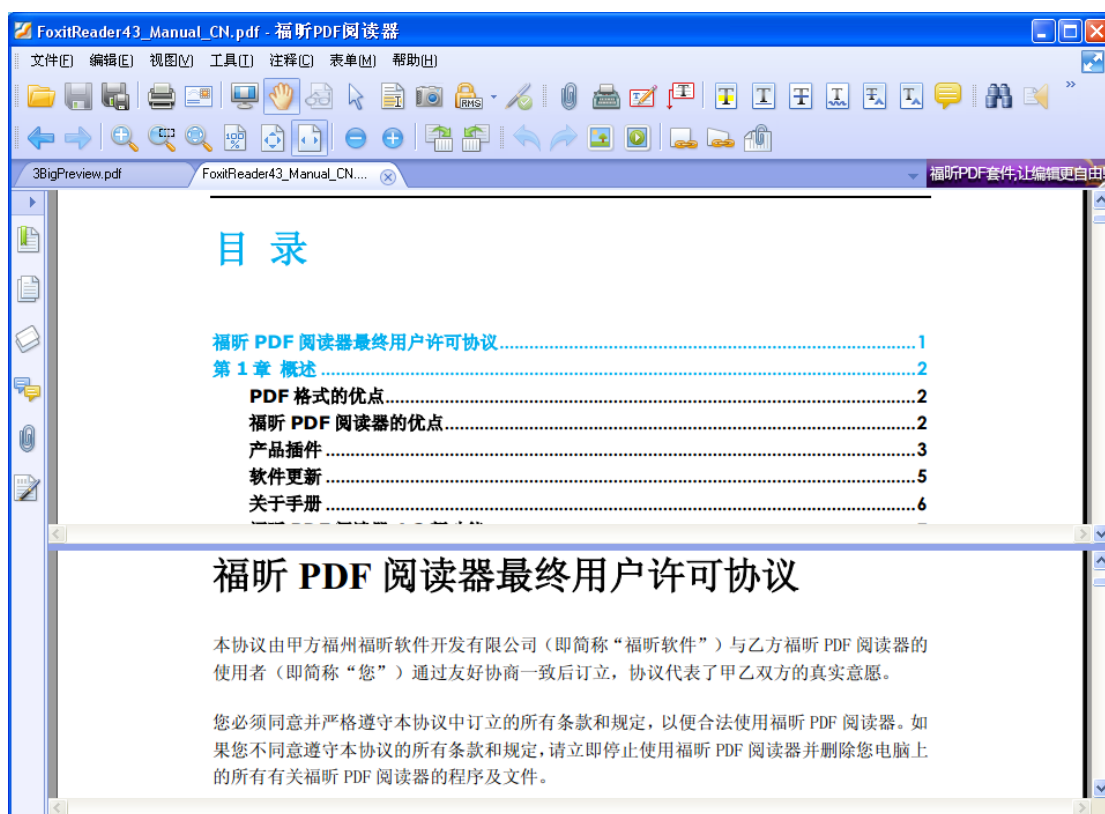 FoxitReader43_Manual_CN.pdf - 福昕PDF阅读器
文件(F) 编辑(E) 视图(V) 工具(T) 注释(C) 表单(M) 帮助(H)
RMS
3BigPreview.pdf FoxitReader43_Manual_CN.... 福昕PDF套件,让编辑更自由!
目 录
福昕 PDF 阅读器最终用户许可协议......1
第 1 章 概述......2
PDF 格式的优点......2
福昕 PDF 阅读器的优点......2
产品插件......3
软件更新......5
关于手册......6
福昕 PDF 阅读器最终用户许可协议
本协议由甲方福州福昕软件开发有限公司（即简称“福昕软件”）与乙方福昕 PDF 阅读器的
使用者（即简称“您”）通过友好协商一致后订立，协议代表了甲乙双方的真实意愿。
您必须同意并严格遵守本协议中订立的所有条款和规定，以便合法使用福昕 PDF 阅读器。如
果您不同意遵守本协议的所有条款和规定，请立即停止使用福昕 PDF 阅读器并删除您电脑上
的所有有关福昕 PDF 阅读器的程序及文件。